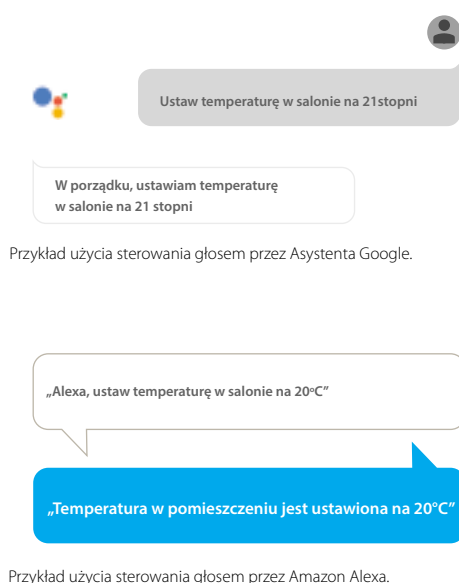 Ustaw temperaturę w salonie na 21stopni
W porządku, ustawiam temperaturę
w salonie na 21 stopni
Przykład użycia sterowania głosem przez Asystenta Google.
„Alexa, ustaw temperaturę w salonie na 20ºC”
„Temperatura w pomieszczeniu jest ustawiona na 20°C”
Przykład użycia sterowania głosem przez Amazon Alexa.